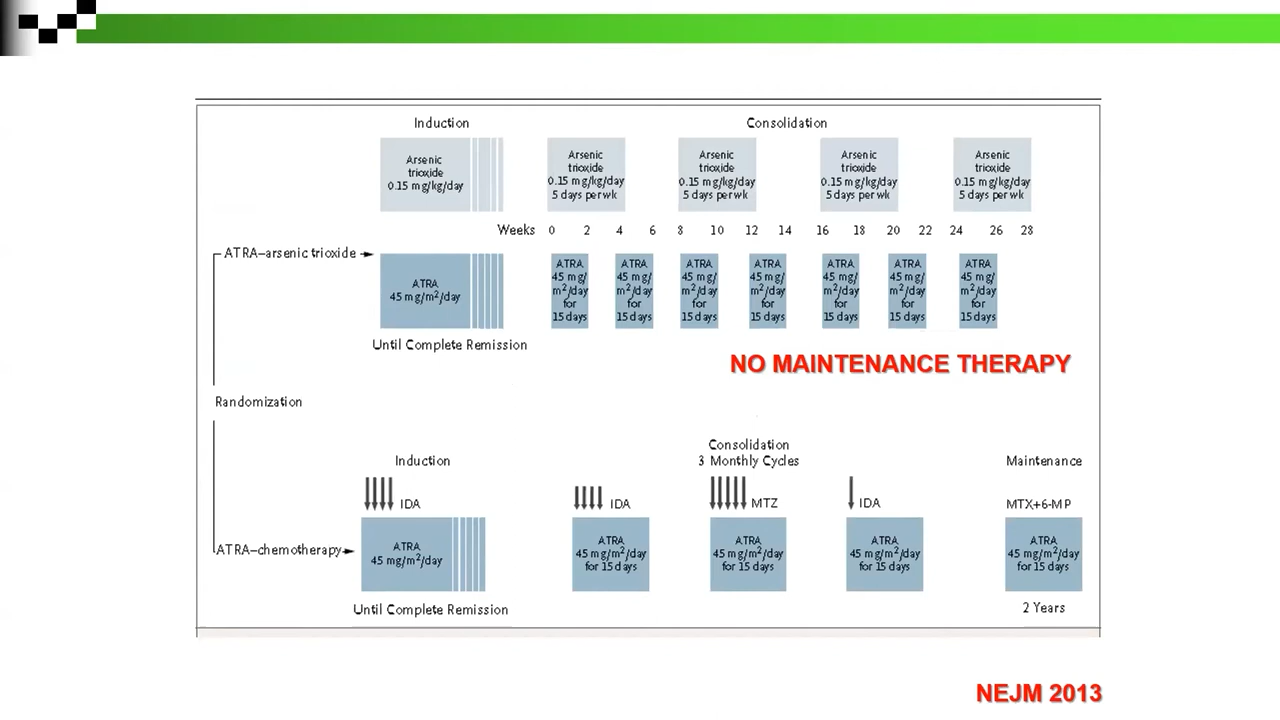 Induction
Consolidation
Arsenic
trioxide
0.15 mg/kg/day
Arsenic
trioxide
0.15 mg/kg/day
5 days per wk
Arsenic
trioxide
0.15 mg/kg/day
5 days per wk
Arsenic
trioxide
0.15 mg/kg/day
5 days per wk
Arsenic
trioxide
0.15 mg/kg/day
5 days per wk
Weeks 0 2 4 6 8 10 12 14 16 18 20 22 24 26 28
ATRA–arsenic trioxide
ATRA
45 mg/m²/day
ATRA
45 mg/
m²/day
for
15 days
ATRA
45 mg/
m²/day
for
15 days
ATRA
45 mg/
m²/day
for
15 days
ATRA
45 mg/
m²/day
for
15 days
ATRA
45 mg/
m²/day
for
15 days
ATRA
45 mg/
m²/day
for
15 days
ATRA
45 mg/
m²/day
for
15 days
Until Complete Remission
NO MAINTENANCE THERAPY
Randomization
Induction
Consolidation
3 Monthly Cycles
Maintenance
IDA
IDA
MTZ
IDA
MTX+6-MP
ATRA–chemotherapy
ATRA
45 mg/m²/day
ATRA
45 mg/m²/day
for 15 days
ATRA
45 mg/m²/day
for 15 days
ATRA
45 mg/m²/day
for 15 days
ATRA
45 mg/m²/day
for 15 days
Until Complete Remission
2 Years
NEJM 2013